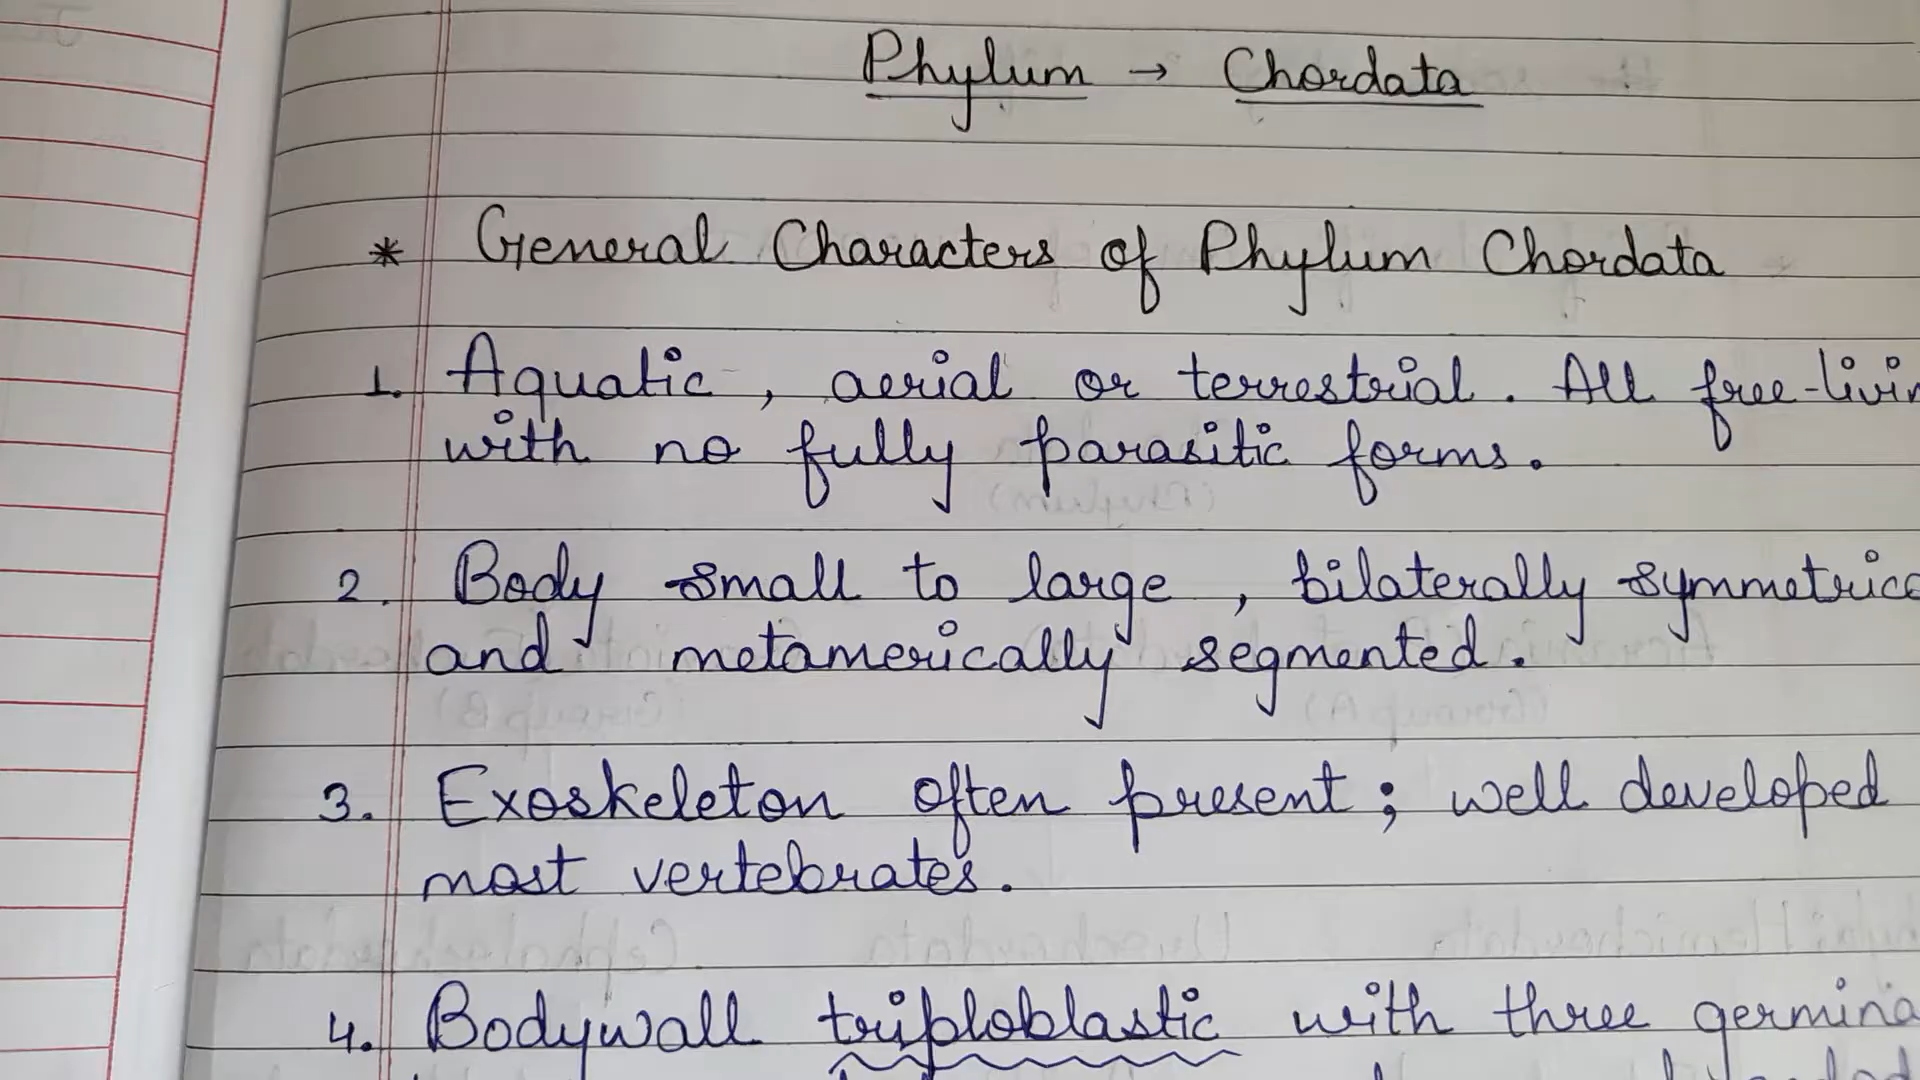 Phylum → Chordata
* General Characters of Phylum Chordata
1. Aquatic, aerial or terrestrial. All free-livin
with no fully parasitic forms.
2. Body small to large, bilaterally symmetrica
and metamerically segmented.
3. Exoskeleton often present; well developed
most vertebrates.
4. Bodywall triploblastic with three germina